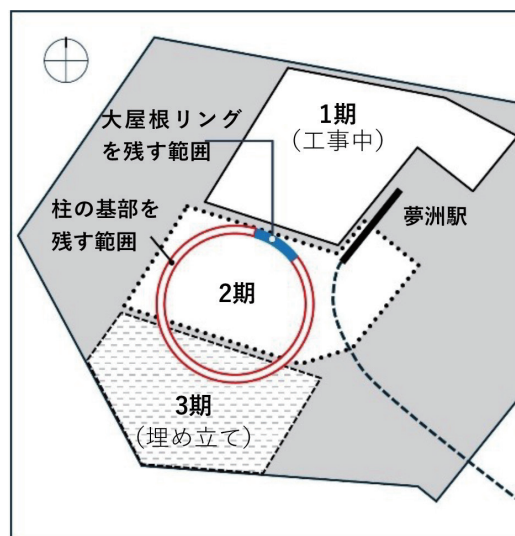 1期
(工事中)
大屋根リング
を残す範囲
柱の基部を
残す範囲
夢洲駅
2期
3期
(埋め立て)